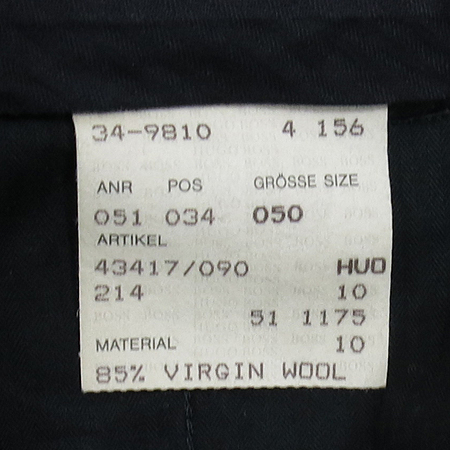 34-9810 4 156
ANR POS GRÖSSE SIZE
051 034 050
ARTIKEL
43417/090 HUO
214 10
51 1175
MATERIAL 10
85% VIRGIN WOOL